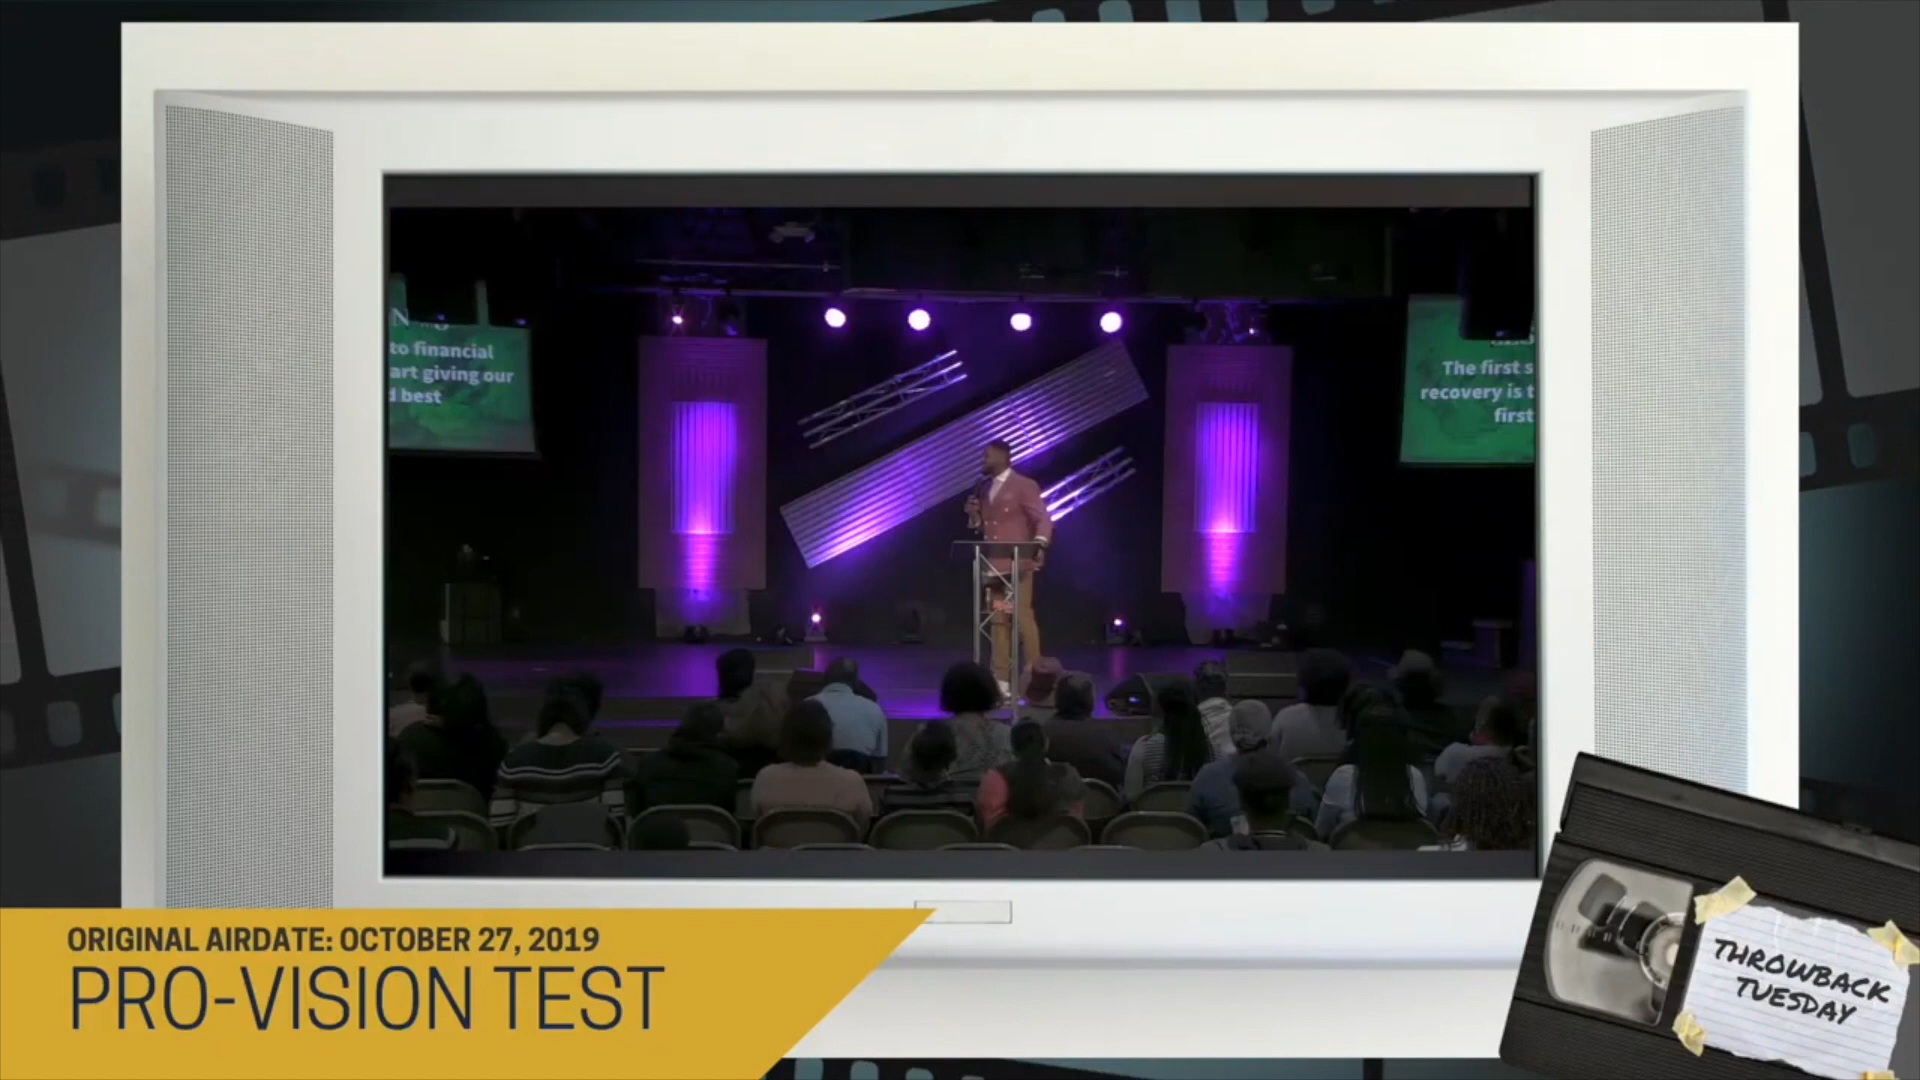 to financial
art giving our
best
The first s
recovery is t
first
ORIGINAL AIRDATE: OCTOBER 27, 2019
PRO-VISION TEST
THROWBACK
TUESDAY